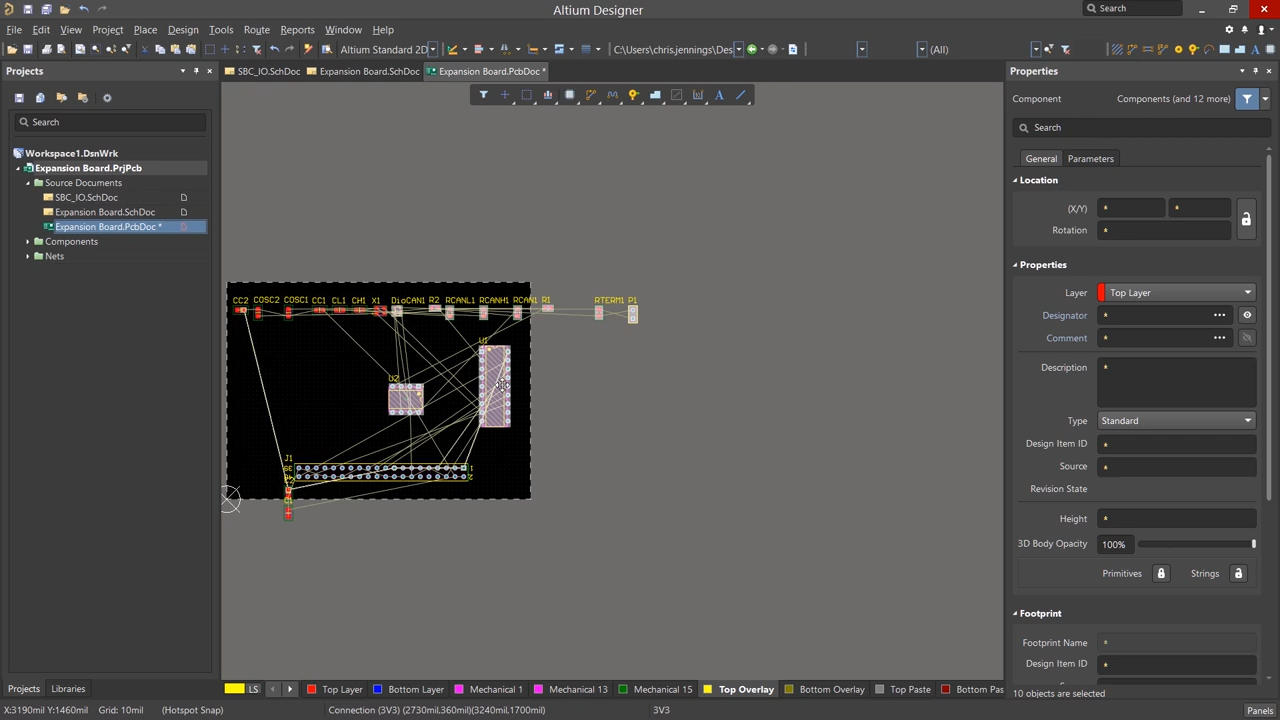 Altium Designer
Search
File Edit View Project Place Design Tools Route Reports Window Help
Altium Standard 2D
C:\Users\chris.jennings\Des
(All)
Projects
SBC_IO.SchDoc
Expansion Board.SchDoc
Expansion Board.PcbDoc *
Properties
Component
Components (and 12 more)
Search
Search
General
Parameters
Workspace1.DsnWrk
Expansion Board.PrjPcb
Source Documents
SBC_IO.SchDoc
Expansion Board.SchDoc
Expansion Board.PcbDoc *
Components
Nets
Location
(X/Y) * *
Rotation *
Properties
Layer Top Layer
Designator * ...
Comment * ...
Description *
Type Standard
Design Item ID *
Source *
Revision State
Height *
3D Body Opacity 100%
Primitives
Strings
Footprint
Footprint Name *
Design Item ID *
10 objects are selected
CC2 COSC2 COSC1 CC1 CL1 CH1 X1 DioCAN1 R2 RCANL1 RCANH1 RCAN1 R1 RTERM1 P1
U1
U2
J1
39
1
2
Projects
Libraries
LS
Top Layer
Bottom Layer
Mechanical 1
Mechanical 13
Mechanical 15
Top Overlay
Bottom Overlay
Top Paste
Bottom Pas
X:3190mil Y:1460mil Grid: 10mil (Hotspot Snap)
Connection (3V3) (2730mil,360mil)(3240mil,1700mil)
3V3
Panels